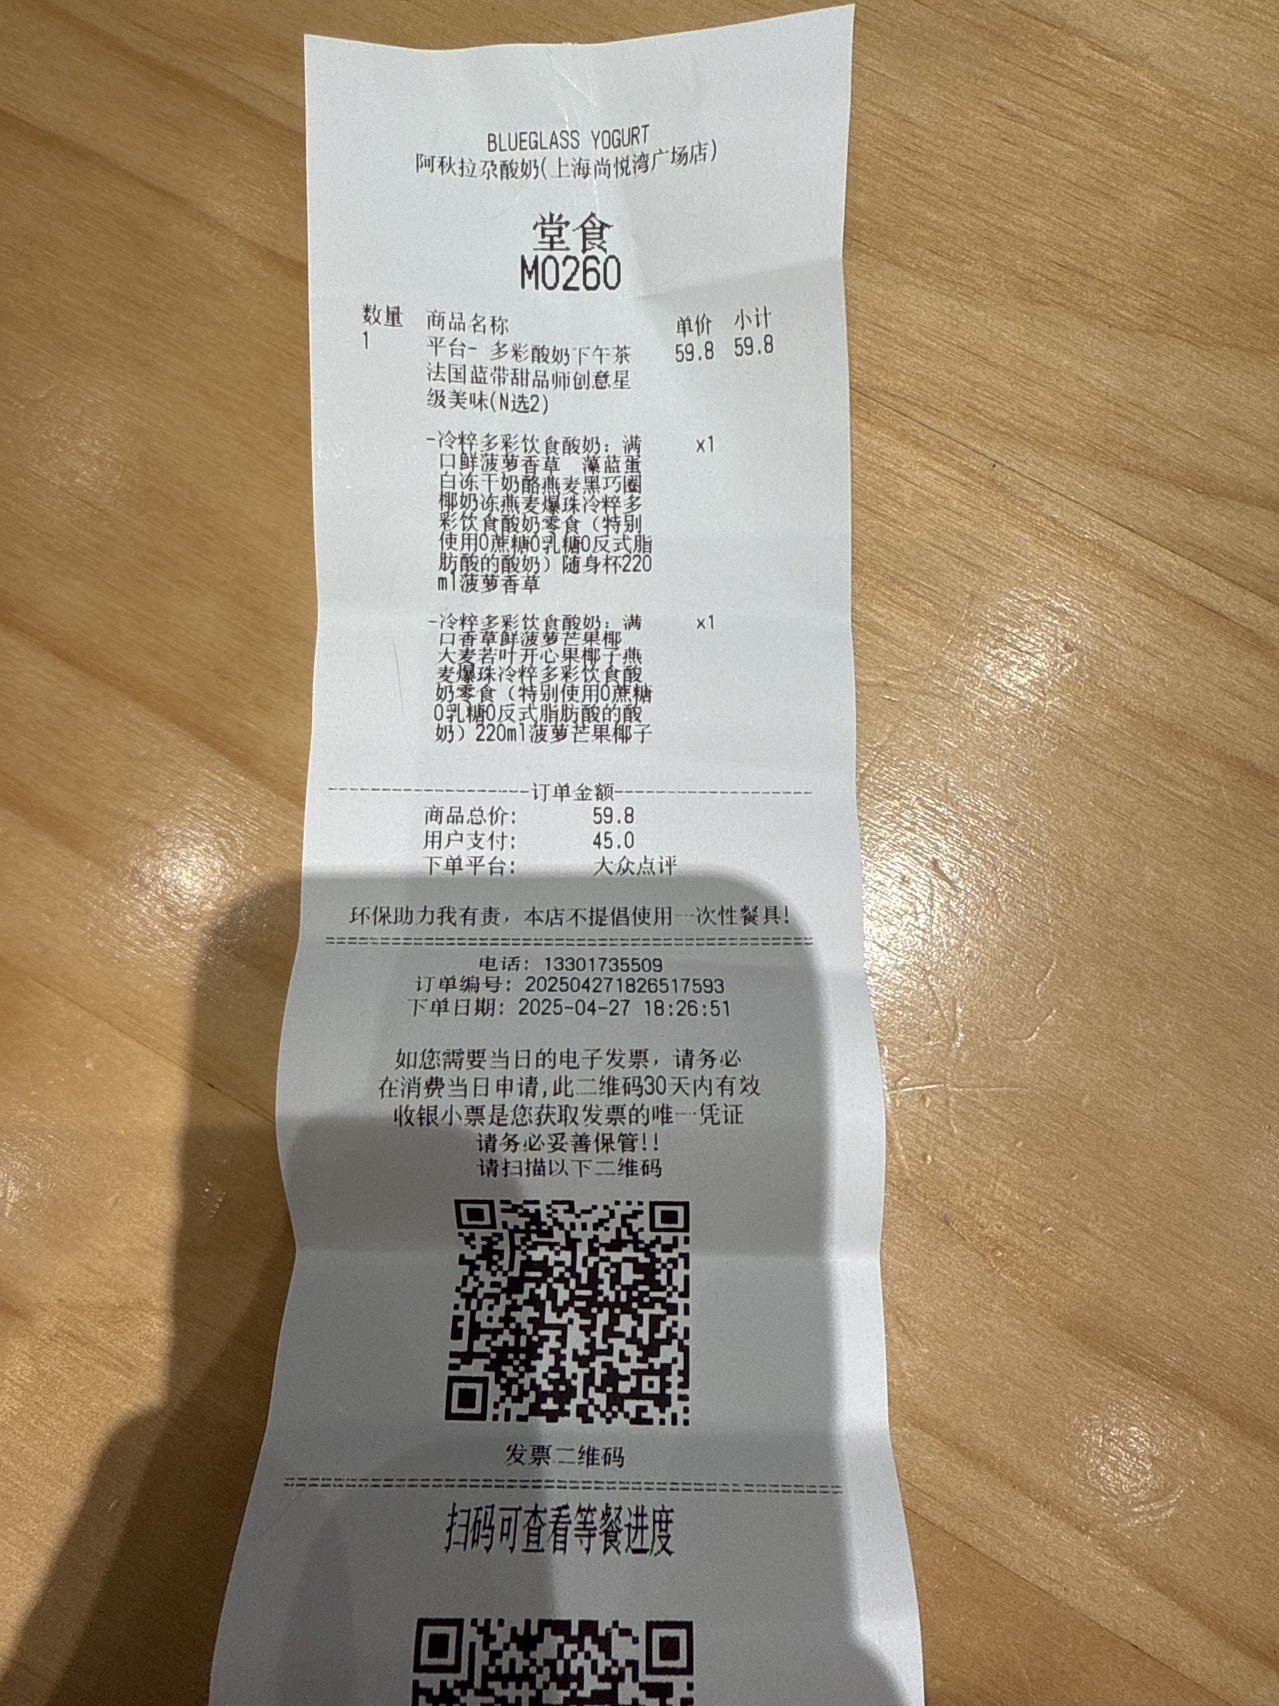 BLUEGLASS YOGURT
阿秋拉尕酸奶(上海尚悦湾广场店)
堂食
M0260
数量 商品名称 单价 小计
1 平台- 多彩酸奶下午茶 59.8 59.8
法国蓝带甜品师创意星
级美味(N选2)
-冷粹多彩饮食酸奶：满 x1
口鲜菠萝香草 藻蓝蛋
白冻干奶酪燕麦黑巧圈
椰奶冻燕麦爆珠冷粹多
彩饮食酸奶零食（特别
使用0蔗糖0乳糖0反式脂
肪酸的酸奶）随身杯220
ml菠萝香草
-冷粹多彩饮食酸奶：满 x1
口香草鲜菠萝芒果椰
大麦若叶开心果椰子燕
麦爆珠冷粹多彩饮食酸
奶零食（特别使用0蔗糖
0乳糖0反式脂肪酸的酸
奶）220ml菠萝芒果椰子
--------------------订单金额--------------------
商品总价: 59.8
用户支付: 45.0
下单平台: 大众点评
环保助力我有责，本店不提倡使用一次性餐具!
================================================
电话: 13301735509
订单编号: 202504271826517593
下单日期: 2025-04-27 18:26:51
如您需要当日的电子发票，请务必
在消费当日申请,此二维码30天内有效
收银小票是您获取发票的唯一凭证
请务必妥善保管!!
请扫描以下二维码
发票二维码
================================================
扫码可查看等餐进度